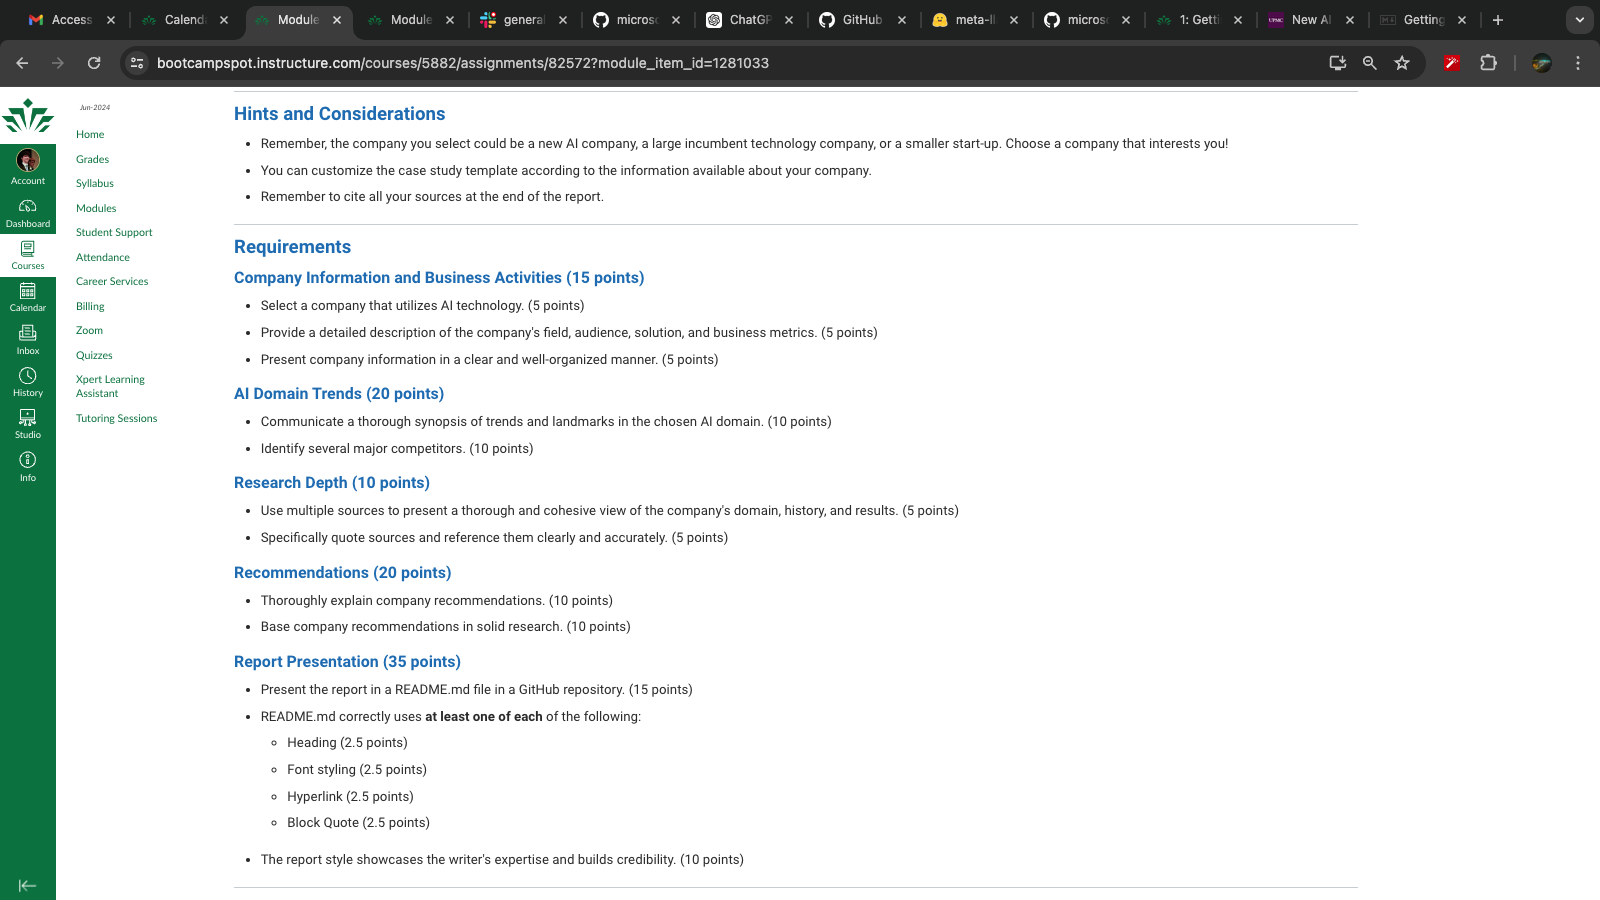 Access
Calend
Module
Module
general
microso
ChatGP
GitHub
meta-ll
microso
1: Getti
UPMC
New AI
Getting
bootcampspot.instructure.com/courses/5882/assignments/82572?module_item_id=1281033
Account
Dashboard
Courses
Calendar
Inbox
History
Studio
Info
Jun-2024
Home
Grades
Syllabus
Modules
Student Support
Attendance
Career Services
Billing
Zoom
Quizzes
Xpert Learning
Assistant
Tutoring Sessions
Hints and Considerations
Remember, the company you select could be a new AI company, a large incumbent technology company, or a smaller start-up. Choose a company that interests you!
You can customize the case study template according to the information available about your company.
Remember to cite all your sources at the end of the report.
Requirements
Company Information and Business Activities (15 points)
Select a company that utilizes AI technology. (5 points)
Provide a detailed description of the company's field, audience, solution, and business metrics. (5 points)
Present company information in a clear and well-organized manner. (5 points)
AI Domain Trends (20 points)
Communicate a thorough synopsis of trends and landmarks in the chosen AI domain. (10 points)
Identify several major competitors. (10 points)
Research Depth (10 points)
Use multiple sources to present a thorough and cohesive view of the company's domain, history, and results. (5 points)
Specifically quote sources and reference them clearly and accurately. (5 points)
Recommendations (20 points)
Thoroughly explain company recommendations. (10 points)
Base company recommendations in solid research. (10 points)
Report Presentation (35 points)
Present the report in a README.md file in a GitHub repository. (15 points)
README.md correctly uses at least one of each of the following:
Heading (2.5 points)
Font styling (2.5 points)
Hyperlink (2.5 points)
Block Quote (2.5 points)
The report style showcases the writer's expertise and builds credibility. (10 points)